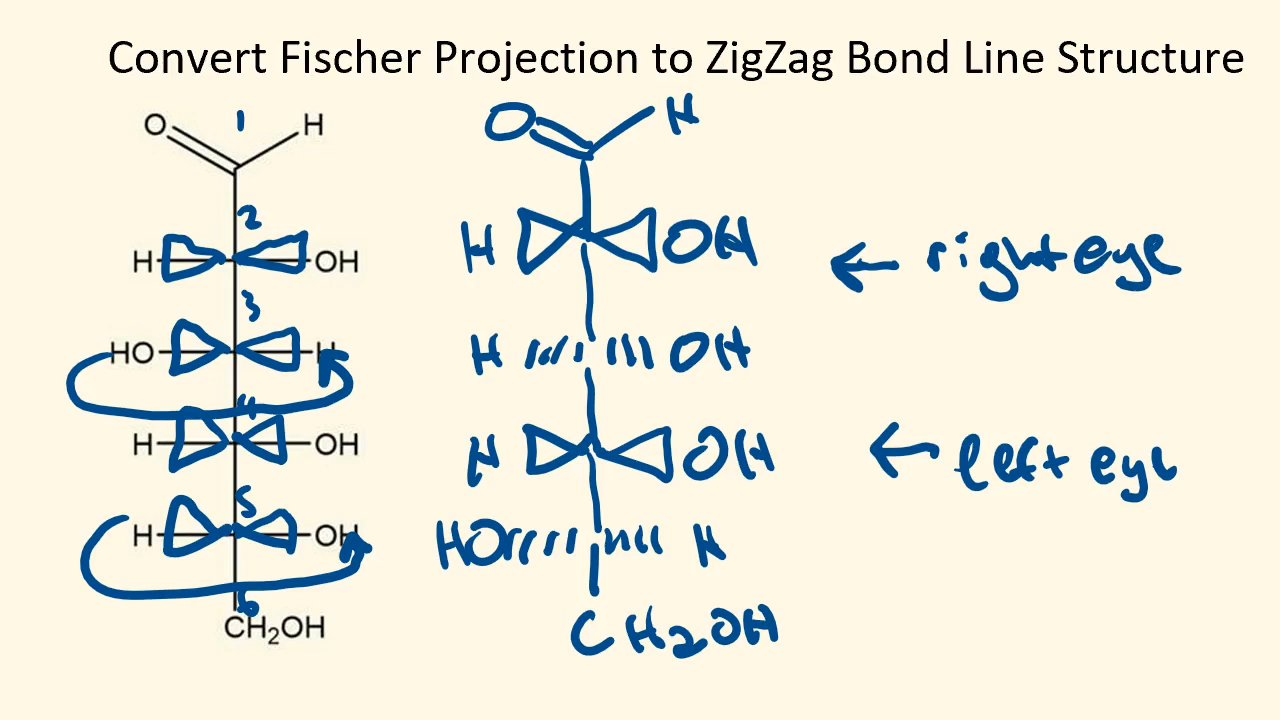 Convert Fischer Projection to ZigZag Bond Line Structure
O 1 H
O H
2
H OH
H OH
← right eye
3
HO H
H OH
4
H OH
H OH
← left eye
5
H OH
HO H
6
CH₂OH
CH2OH